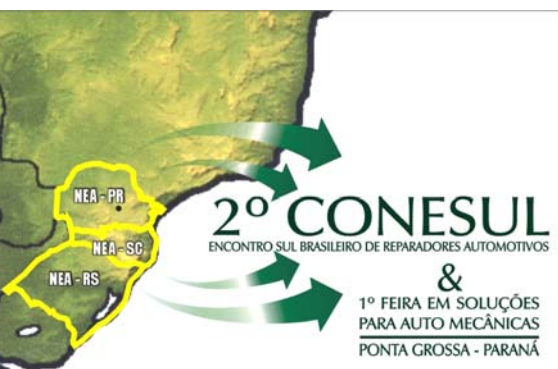 NEA - PR
NEA - SC
NEA - RS
2º CONESUL
ENCONTRO SUL BRASILEIRO DE REPARADORES AUTOMOTIVOS
&
1º FEIRA EM SOLUÇÕES
PARA AUTO MECÂNICAS
PONTA GROSSA - PARANÁ